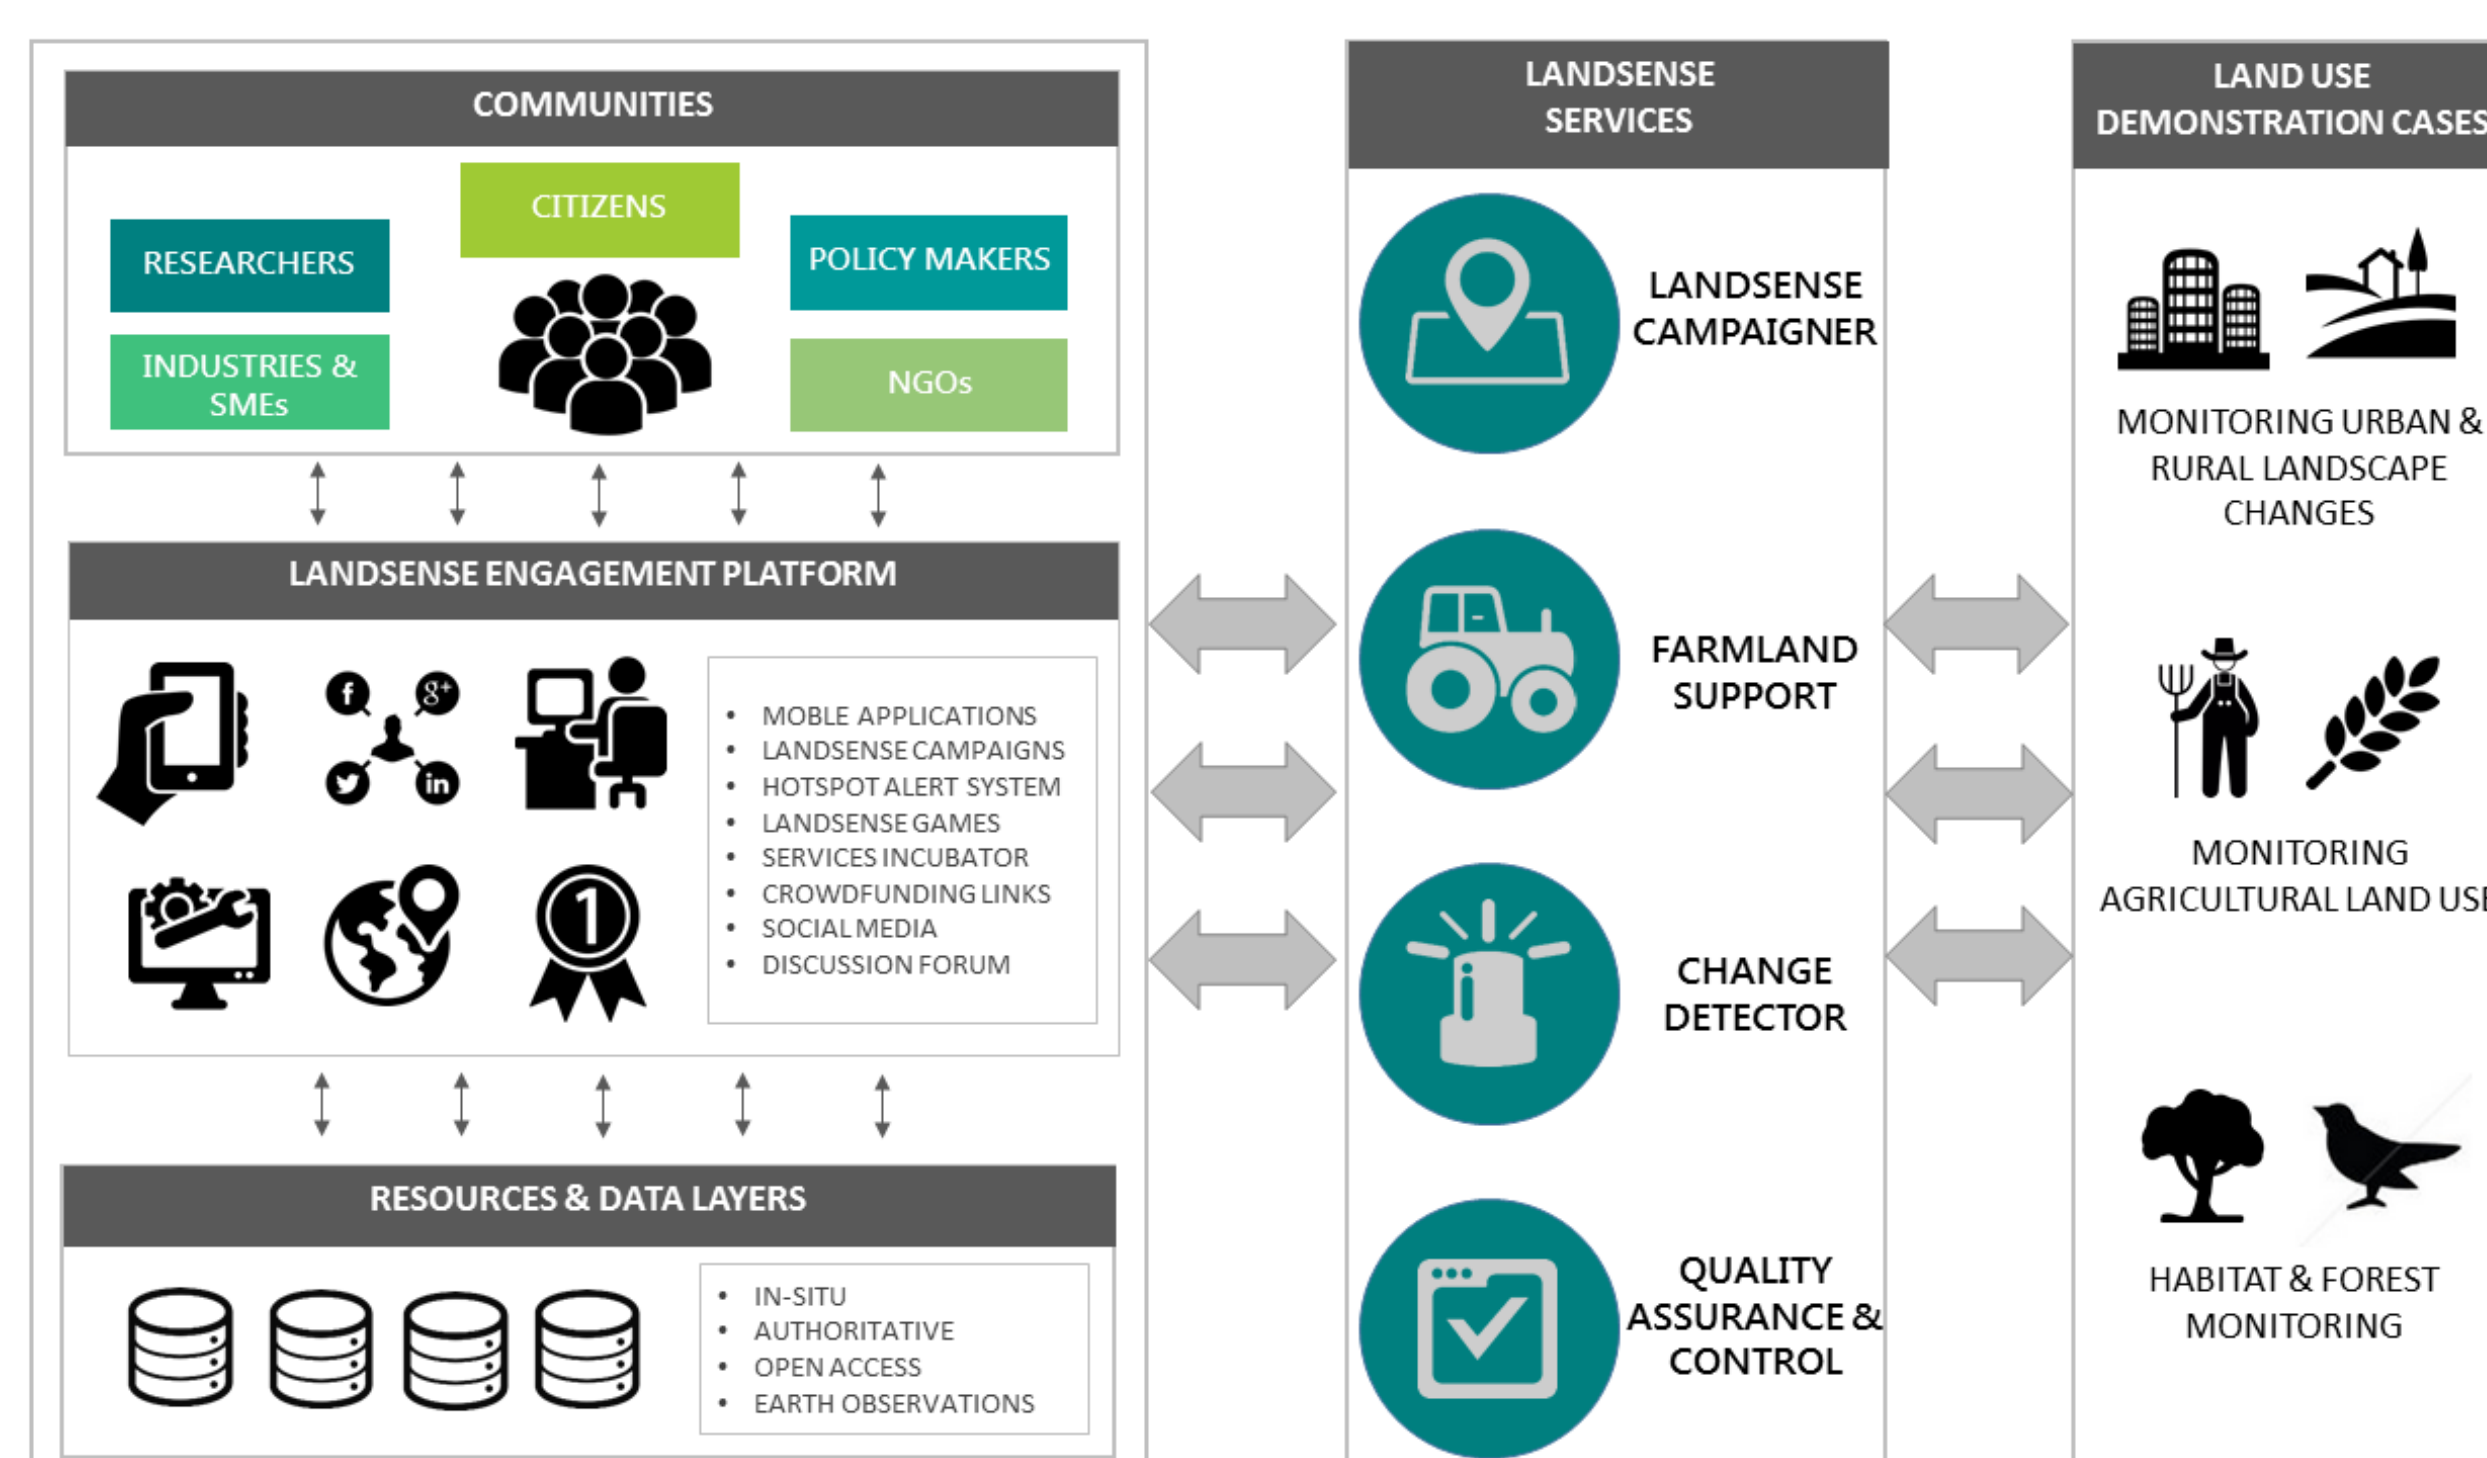 COMMUNITIES
CITIZENS
RESEARCHERS
POLICY MAKERS
INDUSTRIES &
SMEs
NGOs
LANDSENSE ENGAGEMENT PLATFORM
f
g+
in
1
• MOBLE APPLICATIONS
• LANDSENSE CAMPAIGNS
• HOTSPOT ALERT SYSTEM
• LANDSENSE GAMES
• SERVICES INCUBATOR
• CROWDFUNDING LINKS
• SOCIAL MEDIA
• DISCUSSION FORUM
RESOURCES & DATA LAYERS
• IN-SITU
• AUTHORITATIVE
• OPEN ACCESS
• EARTH OBSERVATIONS
LANDSENSE
SERVICES
LANDSENSE
CAMPAIGNER
FARMLAND
SUPPORT
CHANGE
DETECTOR
QUALITY
ASSURANCE &
CONTROL
LAND USE
DEMONSTRATION CASES
MONITORING URBAN &
RURAL LANDSCAPE
CHANGES
MONITORING
AGRICULTURAL LAND USE
HABITAT & FOREST
MONITORING